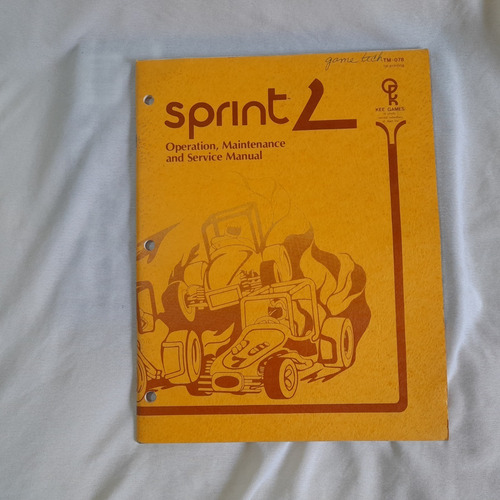 game tech TM-076
sprint 2
Operation, Maintenance
and Service Manual
KEE GAMES